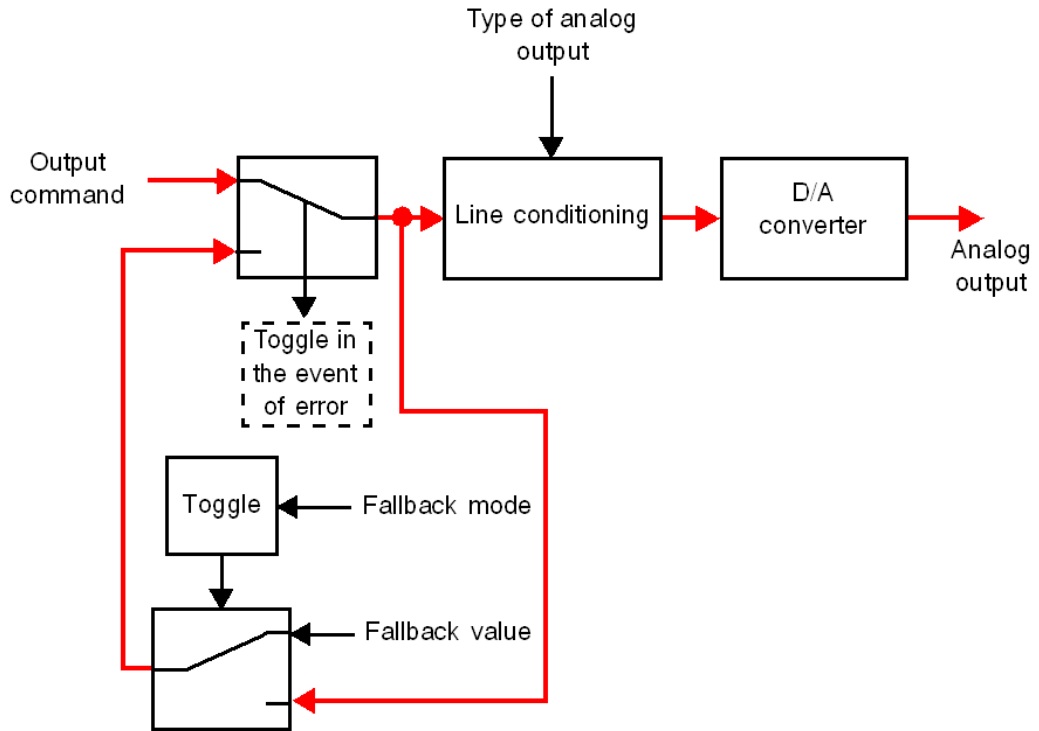 Type of analog
output
Output
command
Line conditioning
D/A
converter
Analog
output
Toggle in
the event
of error
Toggle
Fallback mode
Fallback value